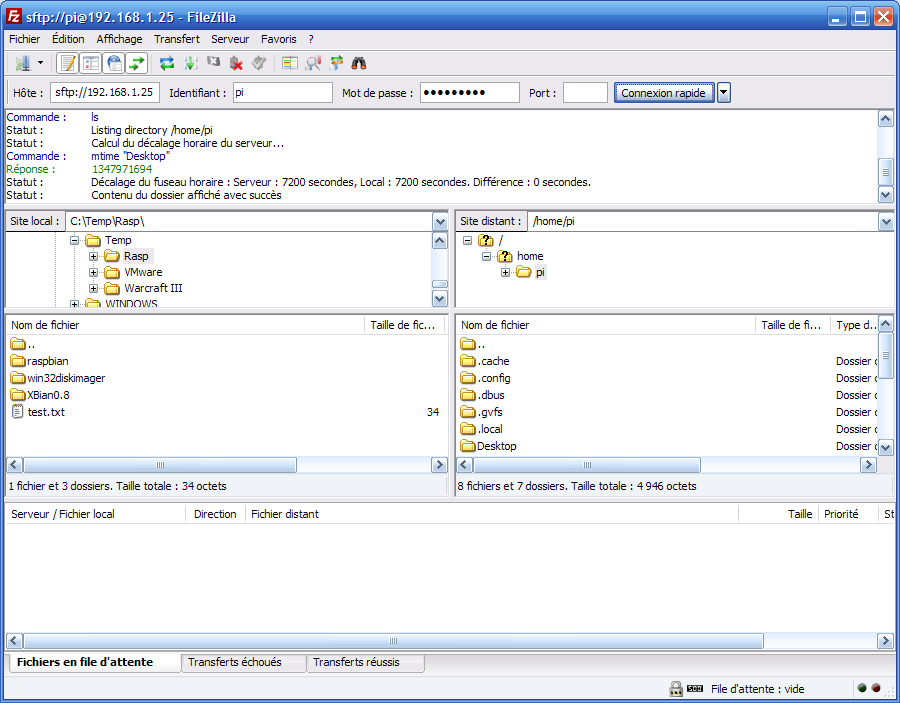 sftp://pi@192.168.1.25 - FileZilla
Fichier Édition Affichage Transfert Serveur Favoris ?
Hôte : sftp://192.168.1.25 Identifiant : pi Mot de passe : ●●●●●●●●● Port : Connexion rapide
Commande : ls
Statut : Listing directory /home/pi
Statut : Calcul du décalage horaire du serveur...
Commande : mtime "Desktop"
Réponse : 1347971694
Statut : Décalage du fuseau horaire : Serveur : 7200 secondes, Local : 7200 secondes. Différence : 0 secondes.
Statut : Contenu du dossier affiché avec succès
Site local : C:\Temp\Rasp\
Temp
Rasp
VMware
Warcraft III
WINDOWS
Site distant : /home/pi
/
home
pi
Nom de fichier Taille de fic...
..
raspbian
win32diskimager
XBian0.8
test.txt 34
1 fichier et 3 dossiers. Taille totale : 34 octets
Nom de fichier Taille de fi... Type d...
..
.cache Dossier
.config Dossier
.dbus Dossier
.gvfs Dossier
.local Dossier
Desktop Dossier
8 fichiers et 7 dossiers. Taille totale : 4 946 octets
Serveur / Fichier local Direction Fichier distant Taille Priorité St
Fichiers en file d'attente Transferts échoués Transferts réussis
File d'attente : vide